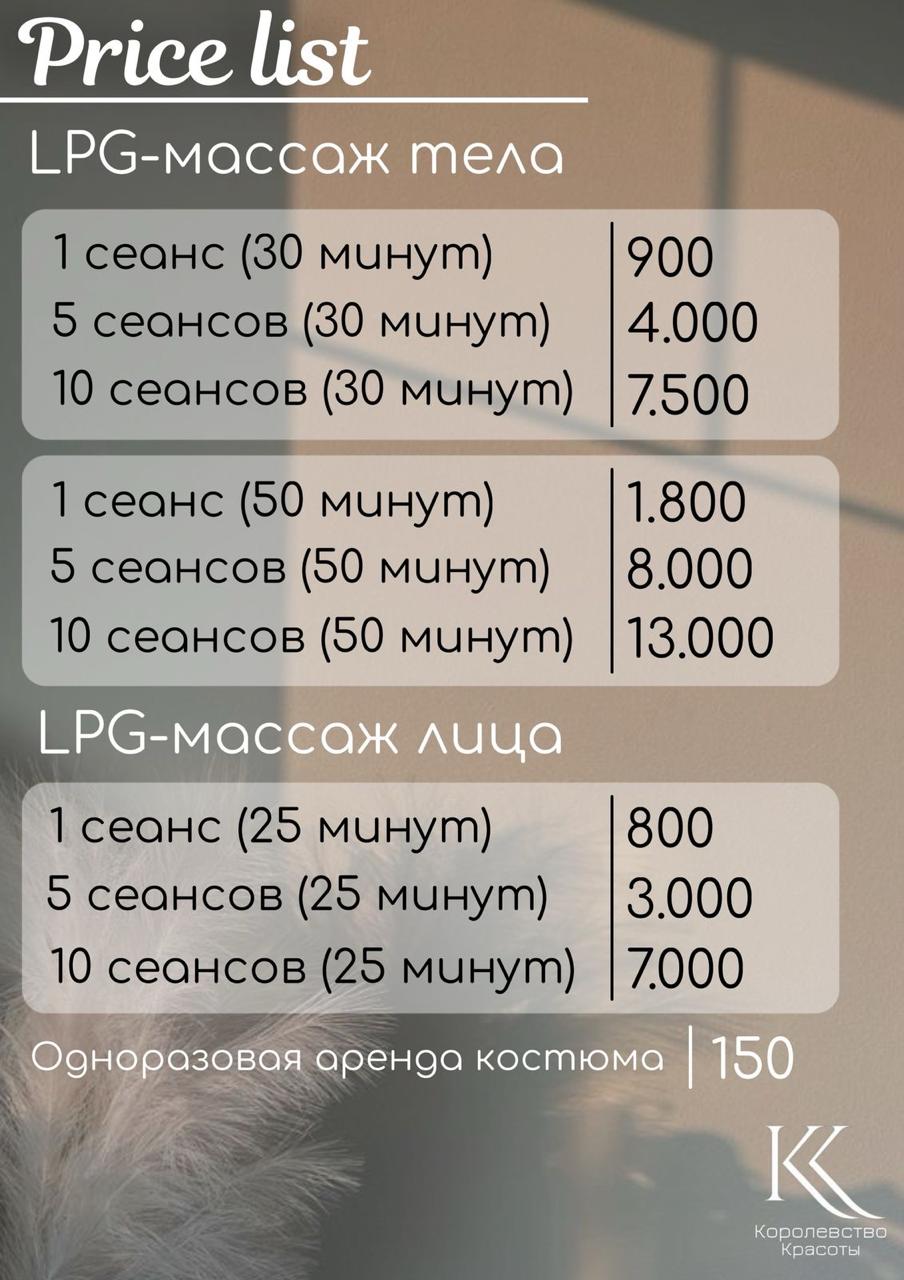 Price list
LPG-массаж тела
1 сеанс (30 минут) 900
5 сеансов (30 минут) 4.000
10 сеансов (30 минут) 7.500
1 сеанс (50 минут) 1.800
5 сеансов (50 минут) 8.000
10 сеансов (50 минут) 13.000
LPG-массаж лица
1 сеанс (25 минут) 800
5 сеансов (25 минут) 3.000
10 сеансов (25 минут) 7.000
Одноразовая аренда костюма 150
КК
Королевство
Красоты